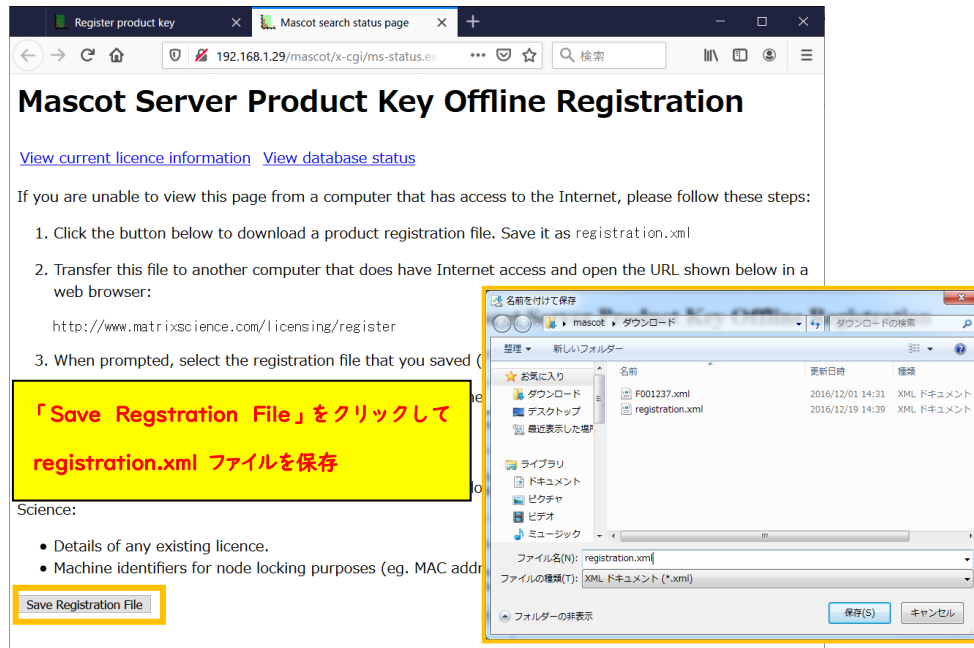 Register product key
Mascot search status page
192.168.1.29/mascot/x-cgi/ms-status.ex
検索
Mascot Server Product Key Offline Registration
View current licence information View database status
If you are unable to view this page from a computer that has access to the Internet, please follow these steps:
1. Click the button below to download a product registration file. Save it as registration.xml
2. Transfer this file to another computer that does have Internet access and open the URL shown below in a
web browser:
http://www.matrixscience.com/licensing/register
3. When prompted, select the registration file that you saved (
「Save Regstration File」をクリックして
registration.xml ファイルを保存
Science:
• Details of any existing licence.
• Machine identifiers for node locking purposes (eg. MAC addr
Save Registration File
名前を付けて保存
mascot ダウンロード
ダウンロードの検索
整理 新しいフォルダー
お気に入り
ダウンロード
デスクトップ
最近表示した場所
ライブラリ
ドキュメント
ピクチャ
ビデオ
ミュージック
名前 更新日時 種類
F001237.xml 2016/12/01 14:31 XML ドキュメント
registration.xml 2016/12/19 14:39 XML ドキュメント
ファイル名(N): registration.xml
ファイルの種類(T): XML ドキュメント (*.xml)
フォルダーの非表示
保存(S) キャンセル